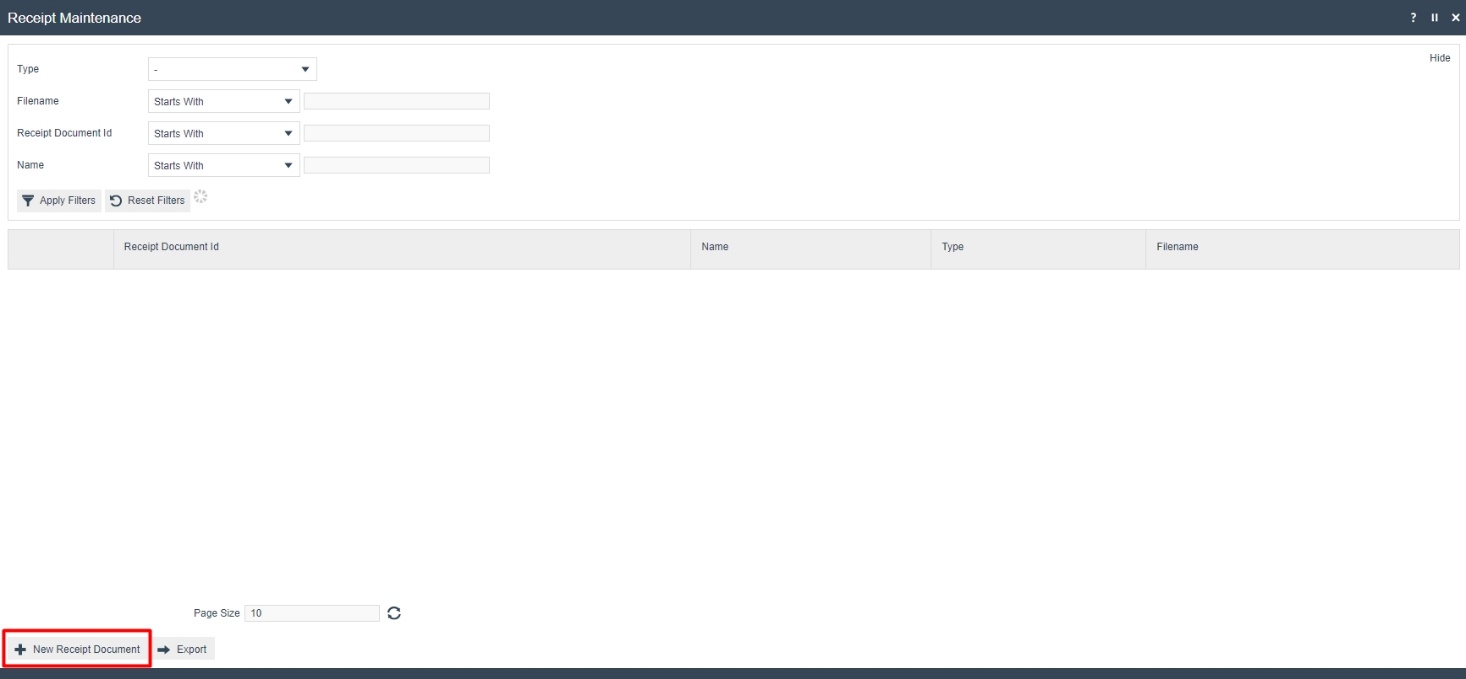 Receipt Maintenance ?
Hide
Type -
Filename Starts With
Receipt Document Id Starts With
Name Starts With
Apply Filters Reset Filters
Receipt Document Id Name Type Filename
Page Size 10
New Receipt Document Export